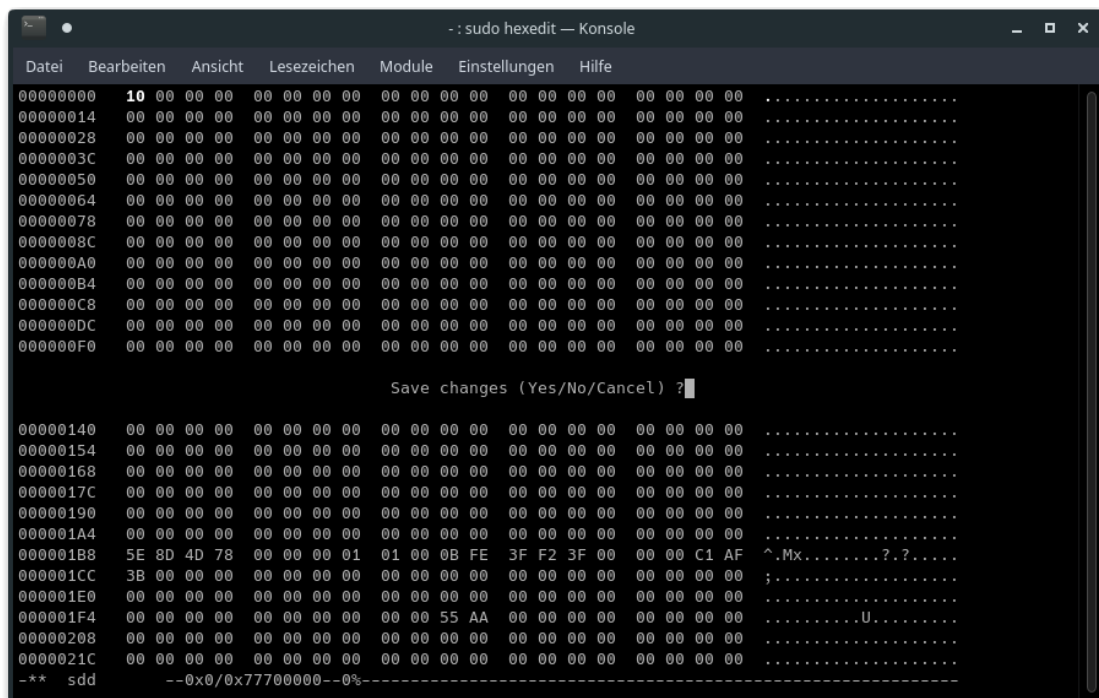 - : sudo hexedit — Konsole
Datei Bearbeiten Ansicht Lesezeichen Module Einstellungen Hilfe
00000000 10 00 00 00 00 00 00 00 00 00 00 00 00 00 00 00 00 00 00 00 ....................
00000014 00 00 00 00 00 00 00 00 00 00 00 00 00 00 00 00 00 00 00 00 ....................
00000028 00 00 00 00 00 00 00 00 00 00 00 00 00 00 00 00 00 00 00 00 ....................
0000003C 00 00 00 00 00 00 00 00 00 00 00 00 00 00 00 00 00 00 00 00 ....................
00000050 00 00 00 00 00 00 00 00 00 00 00 00 00 00 00 00 00 00 00 00 ....................
00000064 00 00 00 00 00 00 00 00 00 00 00 00 00 00 00 00 00 00 00 00 ....................
00000078 00 00 00 00 00 00 00 00 00 00 00 00 00 00 00 00 00 00 00 00 ....................
0000008C 00 00 00 00 00 00 00 00 00 00 00 00 00 00 00 00 00 00 00 00 ....................
000000A0 00 00 00 00 00 00 00 00 00 00 00 00 00 00 00 00 00 00 00 00 ....................
000000B4 00 00 00 00 00 00 00 00 00 00 00 00 00 00 00 00 00 00 00 00 ....................
000000C8 00 00 00 00 00 00 00 00 00 00 00 00 00 00 00 00 00 00 00 00 ....................
000000DC 00 00 00 00 00 00 00 00 00 00 00 00 00 00 00 00 00 00 00 00 ....................
000000F0 00 00 00 00 00 00 00 00 00 00 00 00 00 00 00 00 00 00 00 00 ....................
Save changes (Yes/No/Cancel) ?
00000140 00 00 00 00 00 00 00 00 00 00 00 00 00 00 00 00 00 00 00 00 ....................
00000154 00 00 00 00 00 00 00 00 00 00 00 00 00 00 00 00 00 00 00 00 ....................
00000168 00 00 00 00 00 00 00 00 00 00 00 00 00 00 00 00 00 00 00 00 ....................
0000017C 00 00 00 00 00 00 00 00 00 00 00 00 00 00 00 00 00 00 00 00 ....................
00000190 00 00 00 00 00 00 00 00 00 00 00 00 00 00 00 00 00 00 00 00 ....................
000001A4 00 00 00 00 00 00 00 00 00 00 00 00 00 00 00 00 00 00 00 00 ....................
000001B8 5E 8D 4D 78 00 00 00 01 01 00 0B FE 3F F2 3F 00 00 00 C1 AF ^.Mx........?.?.....
000001CC 3B 00 00 00 00 00 00 00 00 00 00 00 00 00 00 00 00 00 00 00 ;...................
000001E0 00 00 00 00 00 00 00 00 00 00 00 00 00 00 00 00 00 00 00 00 ....................
000001F4 00 00 00 00 00 00 00 00 00 00 55 AA 00 00 00 00 00 00 00 00 ..........U.........
00000208 00 00 00 00 00 00 00 00 00 00 00 00 00 00 00 00 00 00 00 00 ....................
0000021C 00 00 00 00 00 00 00 00 00 00 00 00 00 00 00 00 00 00 00 00 ....................
-** sdd --0x0/0x77700000--0%-------------------------------------------------------------